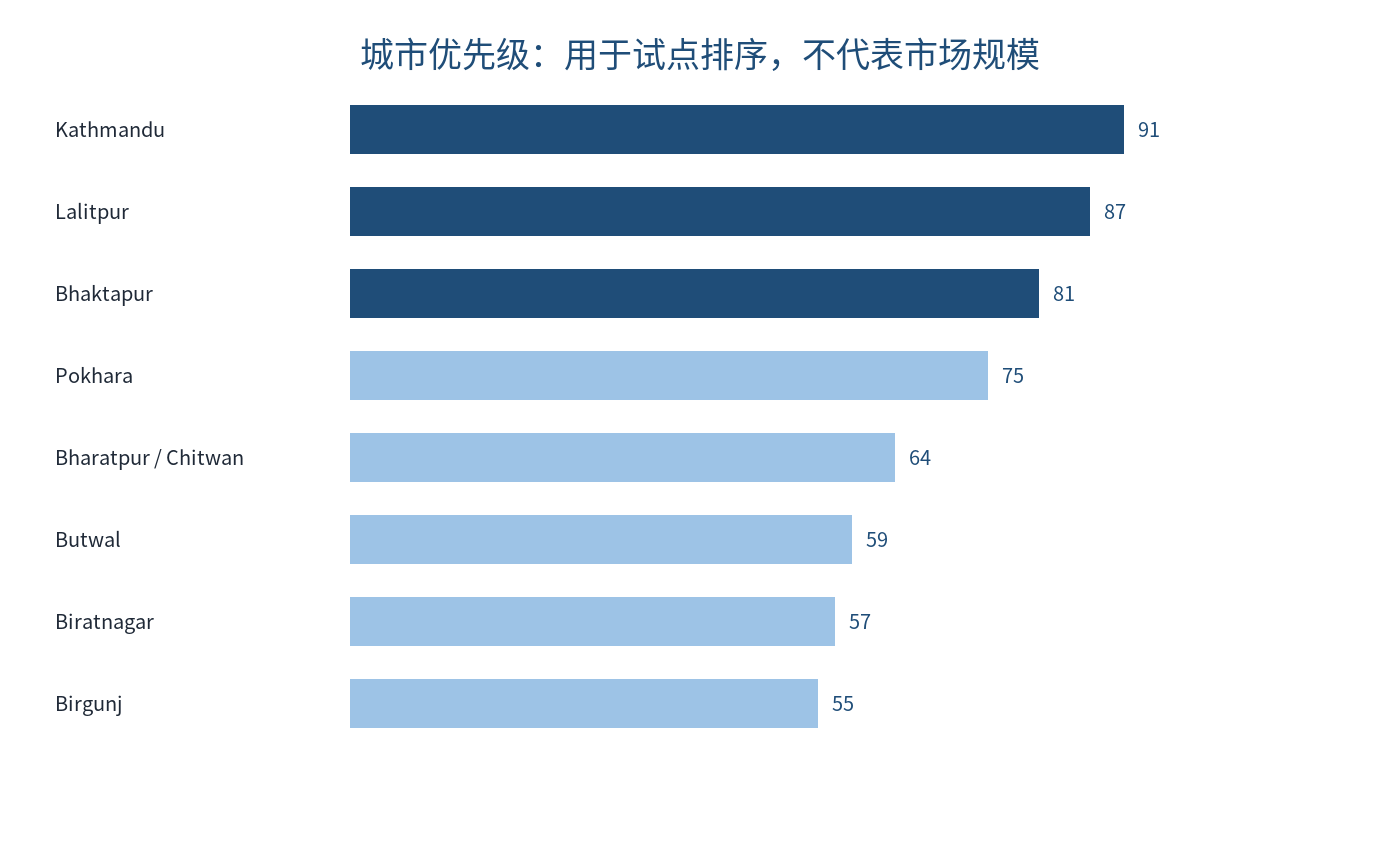 城市优先级：用于试点排序，不代表市场规模
Kathmandu 91
Lalitpur 87
Bhaktapur 81
Pokhara 75
Bharatpur / Chitwan 64
Butwal 59
Biratnagar 57
Birgunj 55